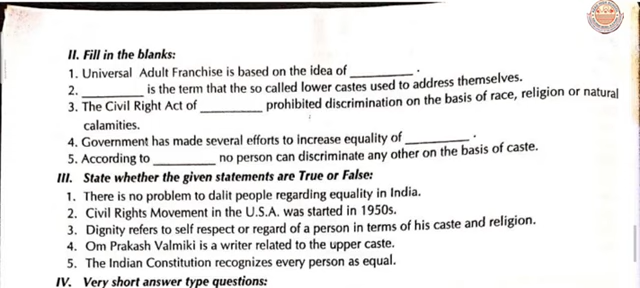 II. Fill in the blanks:
1. Universal Adult Franchise is based on the idea of __________ .
2. __________ is the term that the so called lower castes used to address themselves.
3. The Civil Right Act of __________ prohibited discrimination on the basis of race, religion or natural
calamities.
4. Government has made several efforts to increase equality of __________ .
5. According to __________ no person can discriminate any other on the basis of caste.
III. State whether the given statements are True or False:
1. There is no problem to dalit people regarding equality in India.
2. Civil Rights Movement in the U.S.A. was started in 1950s.
3. Dignity refers to self respect or regard of a person in terms of his caste and religion.
4. Om Prakash Valmiki is a writer related to the upper caste.
5. The Indian Constitution recognizes every person as equal.
IV. Very short answer type questions: